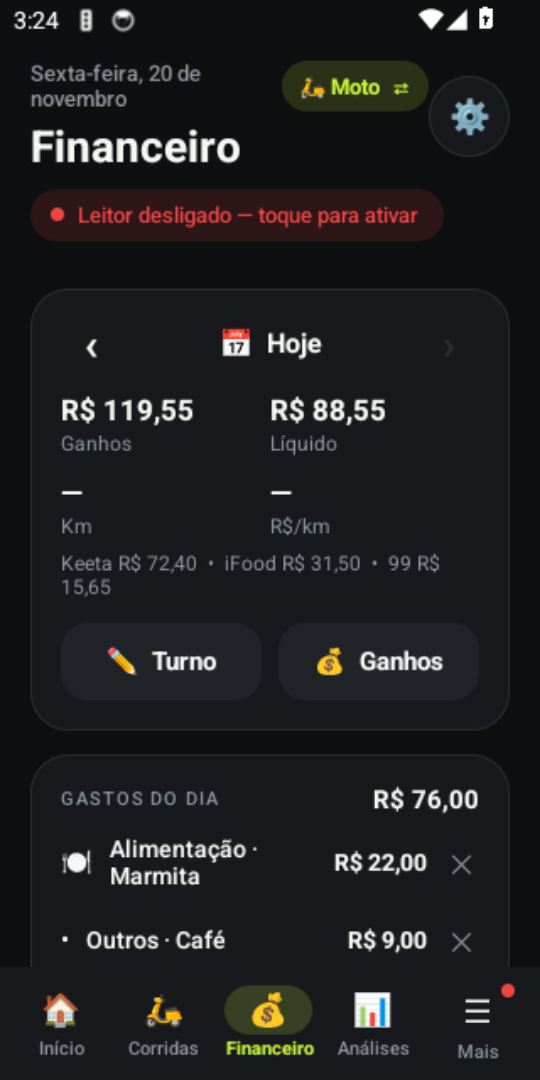 3:24
Sexta-feira, 20 de
novembro
Moto
Financeiro
Leitor desligado — toque para ativar
‹ 17 Hoje ›
R$ 119,55 R$ 88,55
Ganhos Líquido
— —
Km R$/km
Keeta R$ 72,40 • iFood R$ 31,50 • 99 R$
15,65
Turno Ganhos
GASTOS DO DIA R$ 76,00
Alimentação ·
Marmita R$ 22,00
• Outros · Café R$ 9,00
Início Corridas Financeiro Análises Mais